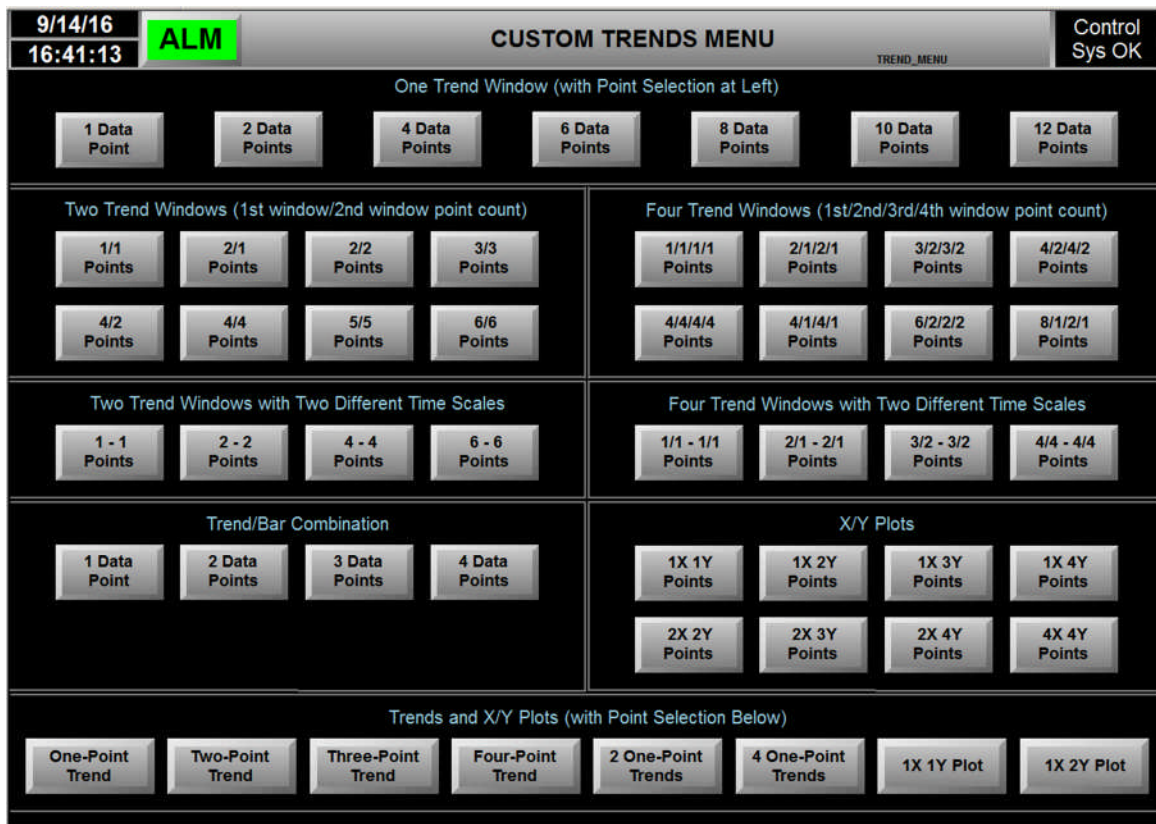 9/14/16
16:41:13
ALM
CUSTOM TRENDS MENU
TREND_MENU
Control
Sys OK
One Trend Window (with Point Selection at Left)
1 Data
Point
2 Data
Points
4 Data
Points
6 Data
Points
8 Data
Points
10 Data
Points
12 Data
Points
Two Trend Windows (1st window/2nd window point count)
1/1
Points
2/1
Points
2/2
Points
3/3
Points
4/2
Points
4/4
Points
5/5
Points
6/6
Points
Four Trend Windows (1st/2nd/3rd/4th window point count)
1/1/1/1
Points
2/1/2/1
Points
3/2/3/2
Points
4/2/4/2
Points
4/4/4/4
Points
4/1/4/1
Points
6/2/2/2
Points
8/1/2/1
Points
Two Trend Windows with Two Different Time Scales
1 - 1
Points
2 - 2
Points
4 - 4
Points
6 - 6
Points
Four Trend Windows with Two Different Time Scales
1/1 - 1/1
Points
2/1 - 2/1
Points
3/2 - 3/2
Points
4/4 - 4/4
Points
Trend/Bar Combination
1 Data
Point
2 Data
Points
3 Data
Points
4 Data
Points
X/Y Plots
1X 1Y
Points
1X 2Y
Points
1X 3Y
Points
1X 4Y
Points
2X 2Y
Points
2X 3Y
Points
2X 4Y
Points
4X 4Y
Points
Trends and X/Y Plots (with Point Selection Below)
One-Point
Trend
Two-Point
Trend
Three-Point
Trend
Four-Point
Trend
2 One-Point
Trends
4 One-Point
Trends
1X 1Y Plot
1X 2Y Plot